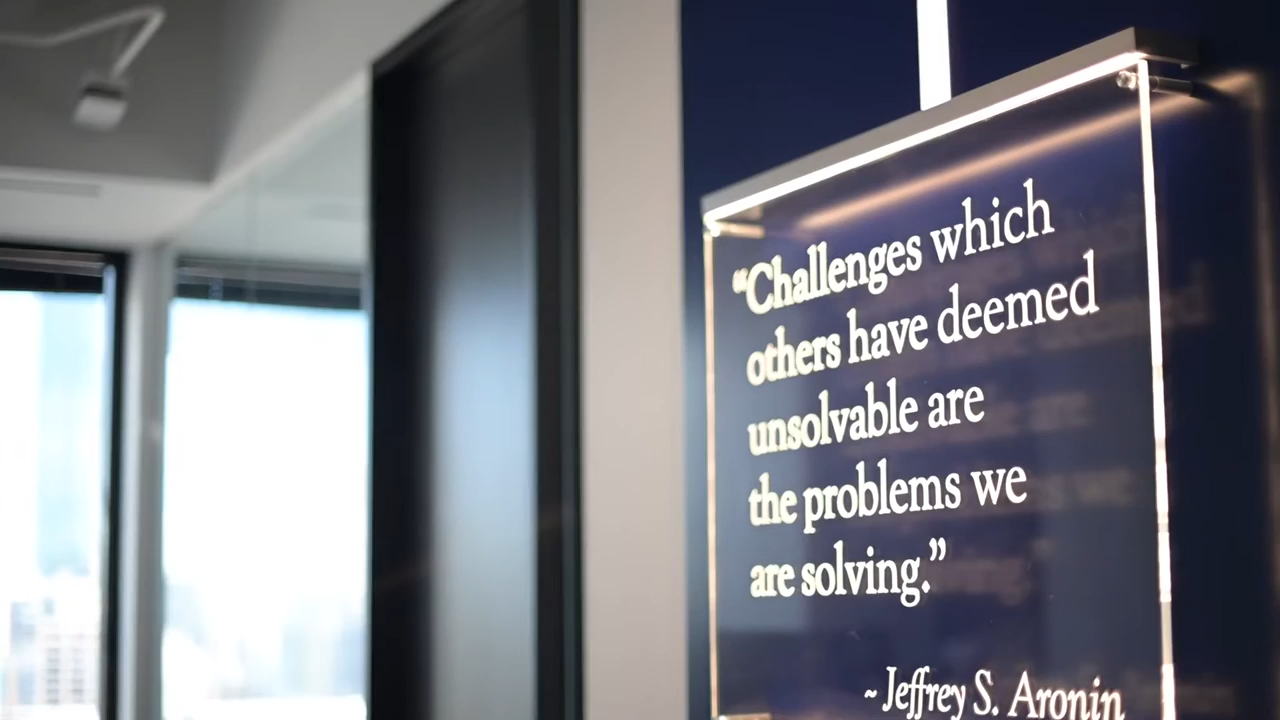 “Challenges which
others have deemed
unsolvable are
the problems we
are solving.”
~ Jeffrey S. Aronin